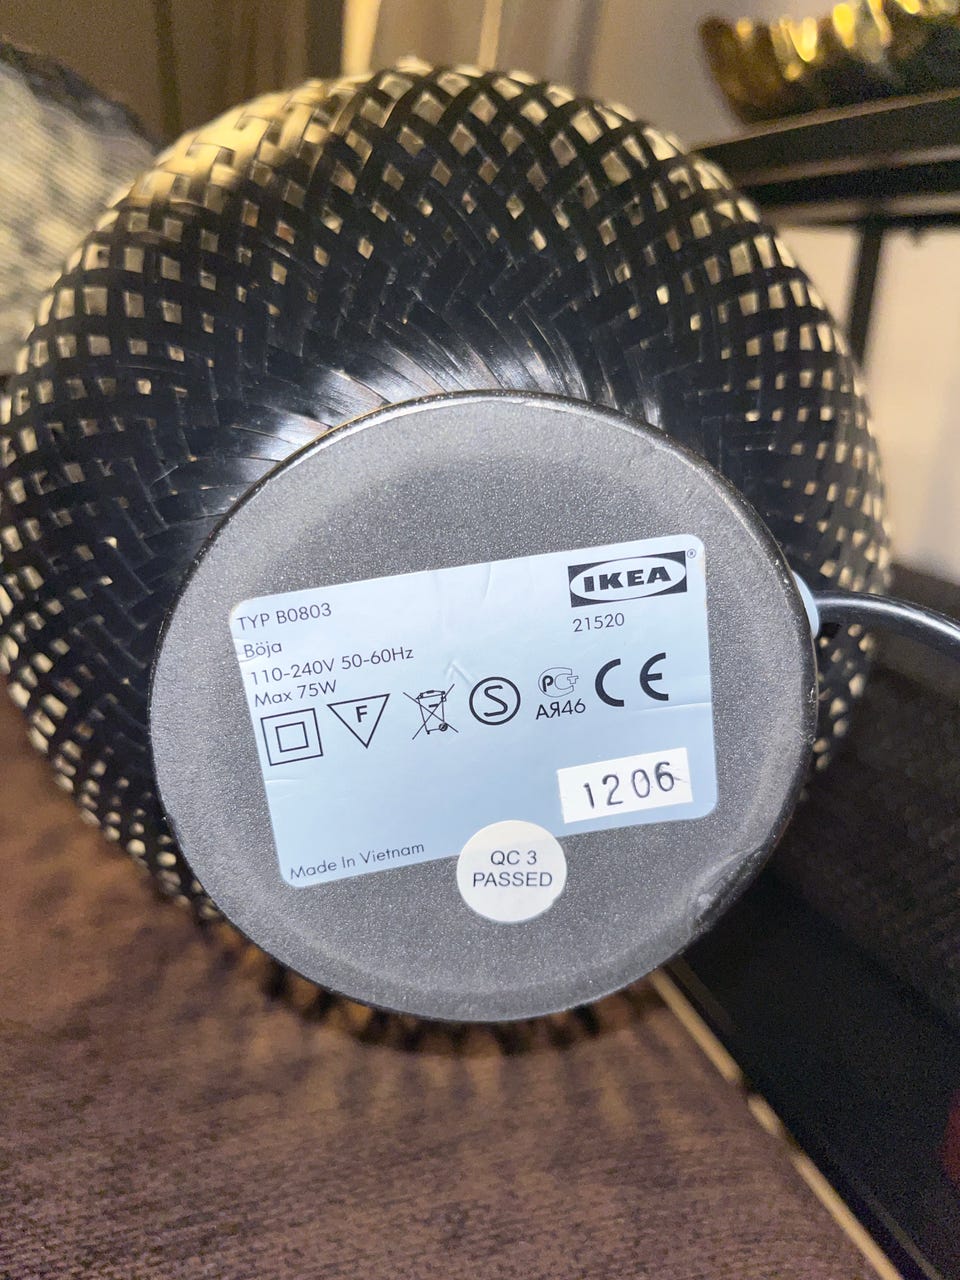 TYP B0803
Böja
110-240V 50-60Hz
Max 75W
IKEA®
21520
F
S
PCT
АЯ46
CE
1206
Made In Vietnam
QC 3
PASSED